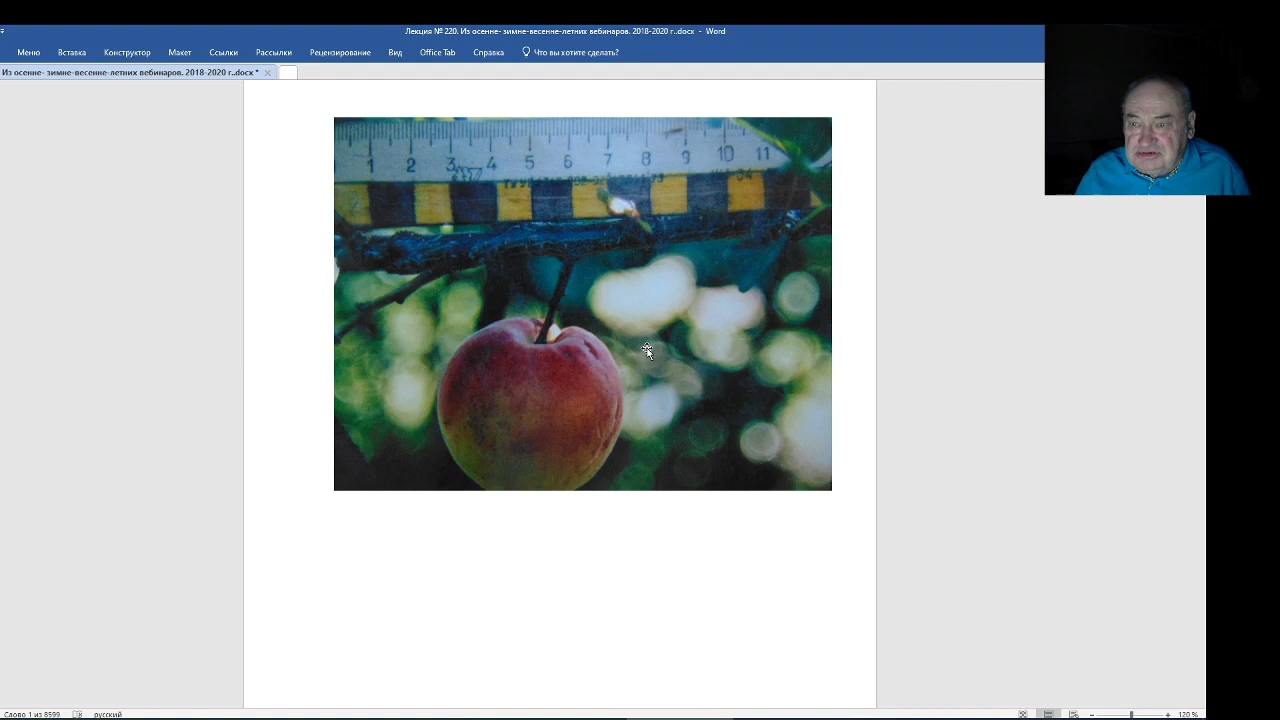 Лекция № 220. Из осенне- зимне-весенне-летних вебинаров. 2018-2020 г..docx - Word
Меню Вставка Конструктор Макет Ссылки Рассылки Рецензирование Вид Office Tab Справка Что вы хотите сделать?
Из осенне- зимне-весенне-летних вебинаров. 2018-2020 г..docx *
1 2 3 4 5 6 7 8 9 10 11
Слово 1 из 8599 русский 120 %